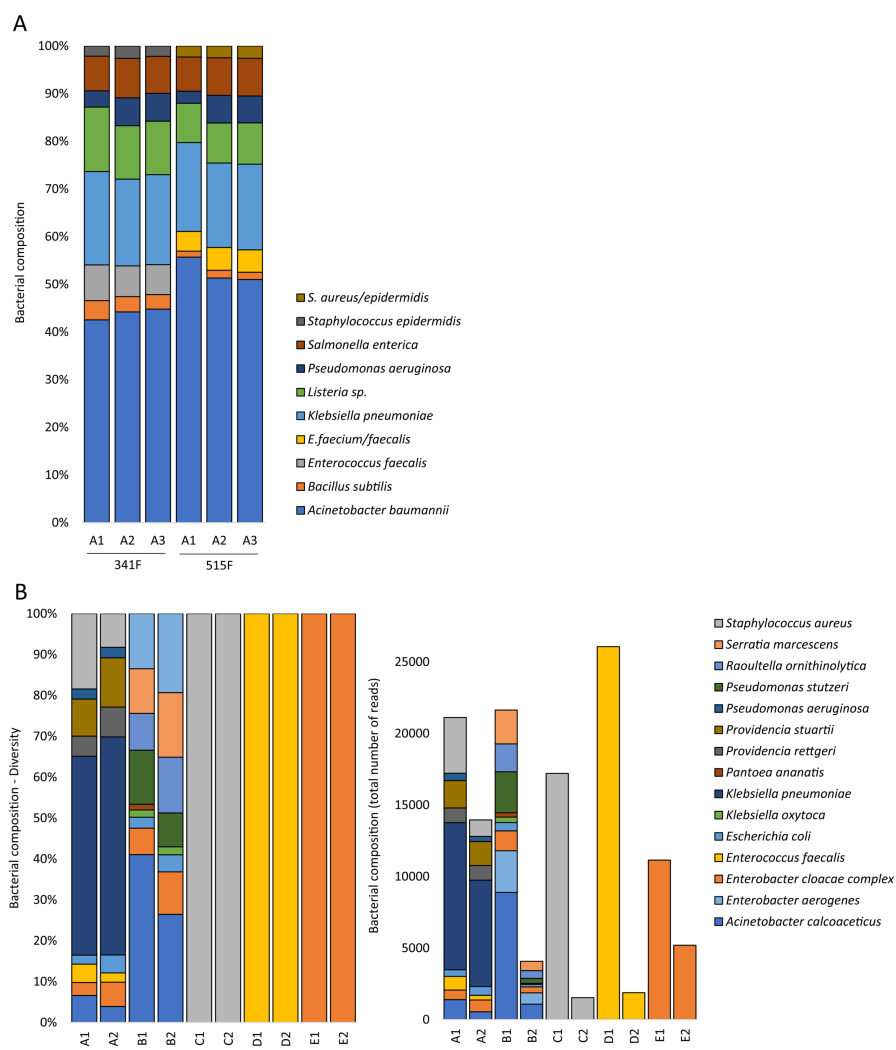 A
100%
90%
80%
70%
60%
50%
40%
30%
20%
10%
0%
Bacterial composition
A1 A2 A3 A1 A2 A3
341F 515F
S. aureus/epidermidis
Staphylococcus epidermidis
Salmonella enterica
Pseudomonas aeruginosa
Listeria sp.
Klebsiella pneumoniae
E.faecium/faecalis
Enterococcus faecalis
Bacillus subtilis
Acinetobacter baumannii
B
100%
90%
80%
70%
60%
50%
40%
30%
20%
10%
0%
Bacterial composition - Diversity
A1 A2 B1 B2 C1 C2 D1 D2 E1 E2
25000
20000
15000
10000
5000
0
Bacterial composition (total number of reads)
A1 A2 B1 B2 C1 C2 D1 D2 E1 E2
Staphylococcus aureus
Serratia marcescens
Raoultella ornithinolytica
Pseudomonas stutzeri
Pseudomonas aeruginosa
Providencia stuartii
Providencia rettgeri
Pantoea ananatis
Klebsiella pneumoniae
Klebsiella oxytoca
Escherichia coli
Enterococcus faecalis
Enterobacter cloacae complex
Enterobacter aerogenes
Acinetobacter calcoaceticus